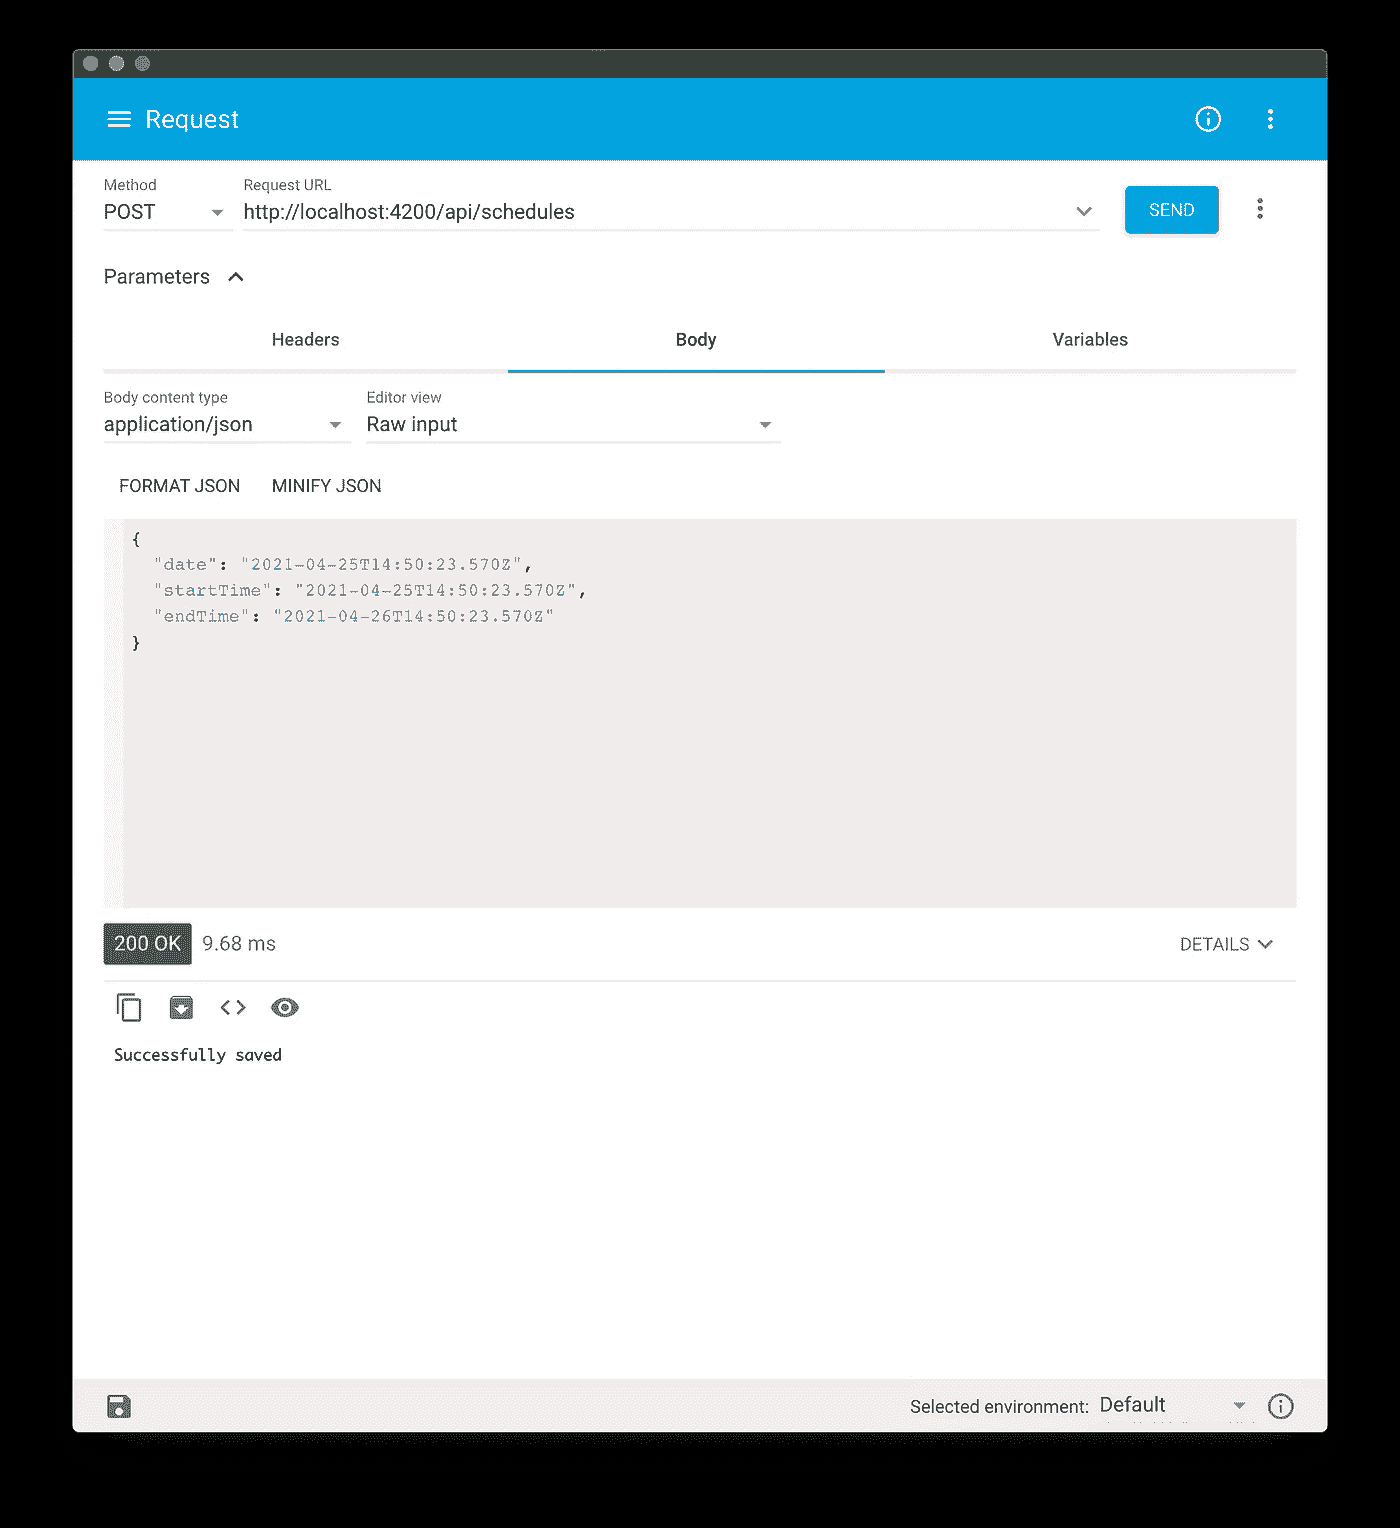 Request
Method
Request URL
POST
http://localhost:4200/api/schedules
SEND
Parameters
Headers
Body
Variables
Body content type
Editor view
application/json
Raw input
FORMAT JSON
MINIFY JSON
{
"date": "2021-04-25T14:50:23.570Z",
"startTime": "2021-04-25T14:50:23.570Z",
"endTime": "2021-04-26T14:50:23.570Z"
}
200 OK
9.68 ms
DETAILS
Successfully saved
Selected environment: Default